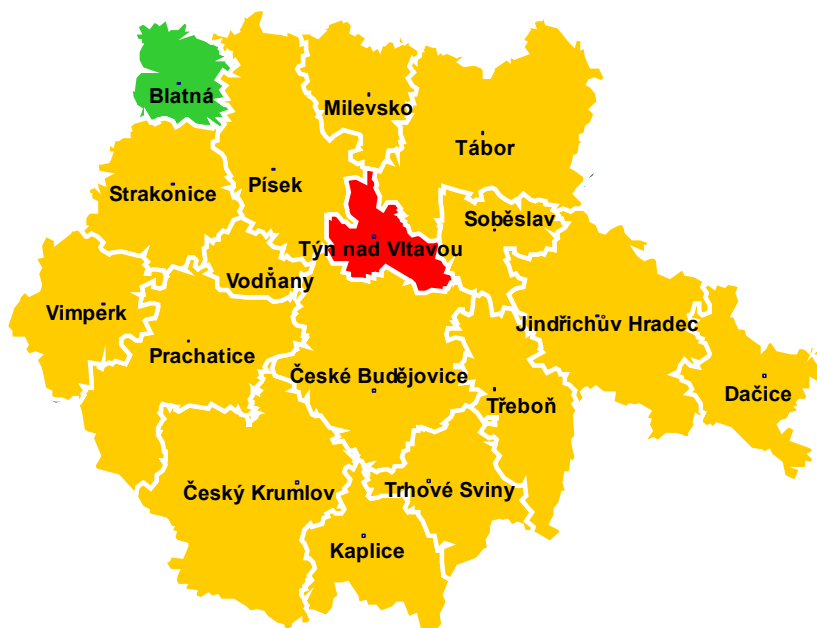 Blatná
Milevsko
Tábor
Strakonice
Písek
Soběslav
Týn nad Vltavou
Vodňany
Vimperk
Jindřichův Hradec
Prachatice
České Budějovice
Dačice
Třeboň
Český Krumlov
Trhové Sviny
Kaplice